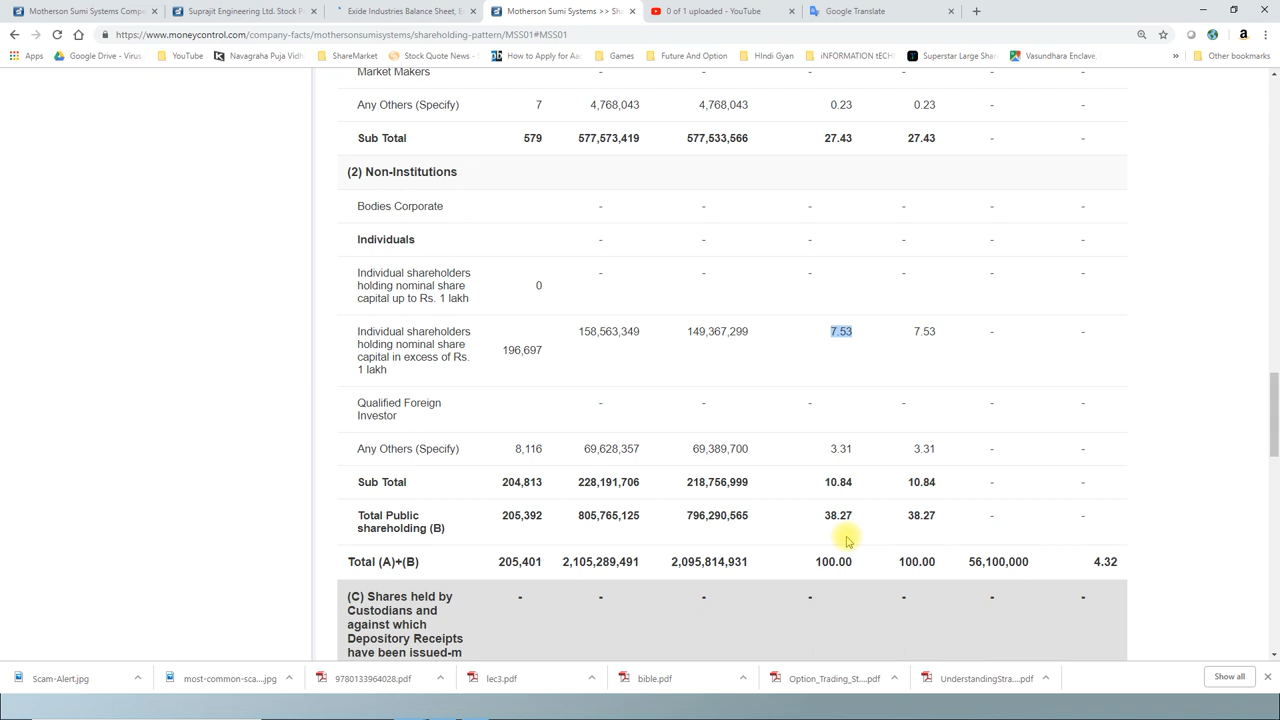 Motherson Sumi Systems Comp
Suprajit Engineering Ltd. Stock P
Exide Industries Balance Sheet, E
Motherson Sumi Systems >> Sh
0 of 1 uploaded - YouTube
Google Translate
https://www.moneycontrol.com/company-facts/mothersonsumisystems/shareholding-pattern/MSS01#MSS01
Apps Google Drive - Virus YouTube Navagraha Puja Vidh ShareMarket Stock Quote News - How to Apply for Aad Games Future And Option HIndi Gyan iNFORMATION tECH Superstar Large Shar Vasundhara Enclave, » Other bookmarks
Market Makers - - - - - -
Any Others (Specify) 7 4,768,043 4,768,043 0.23 0.23 - -
Sub Total 579 577,573,419 577,533,566 27.43 27.43 - -
(2) Non-Institutions
Bodies Corporate - - - - - -
Individuals - - - - - -
Individual shareholders
holding nominal share
capital up to Rs. 1 lakh
0 - - - - - -
Individual shareholders
holding nominal share
capital in excess of Rs.
1 lakh
196,697 158,563,349 149,367,299 7.53 7.53 - -
Qualified Foreign
Investor
- - - - - -
Any Others (Specify) 8,116 69,628,357 69,389,700 3.31 3.31 - -
Sub Total 204,813 228,191,706 218,756,999 10.84 10.84 - -
Total Public
shareholding (B)
205,392 805,765,125 796,290,565 38.27 38.27 - -
Total (A)+(B) 205,401 2,105,289,491 2,095,814,931 100.00 100.00 56,100,000 4.32
(C) Shares held by
Custodians and
against which
Depository Receipts
have been issued-m
- - - - - - -
Scam-Alert.jpg most-common-sca....jpg 9780133964028.pdf lec3.pdf bible.pdf Option_Trading_St....pdf UnderstandingStra....pdf Show all